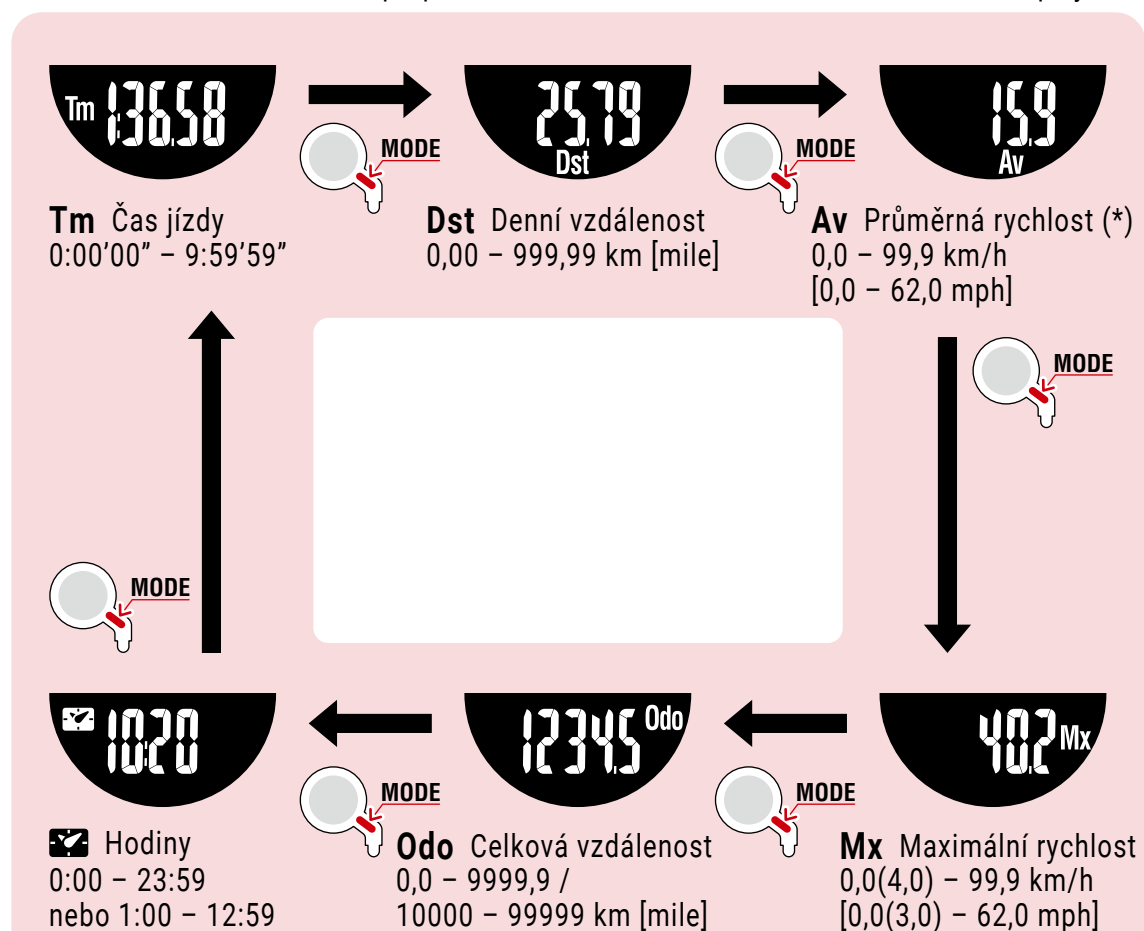 Tm 1:36.58
MODE
25.79
Dst
MODE
15.9
Av
Tm Čas jízdy
0:00’00” – 9:59’59”
Dst Denní vzdálenost
0,00 – 999,99 km [mile]
Av Průměrná rychlost (*)
0,0 – 99,9 km/h
[0,0 – 62,0 mph]
MODE
MODE
10:20
MODE
1234.5 Odo
MODE
40.2 Mx
Hodiny
0:00 – 23:59
nebo 1:00 – 12:59
Odo Celková vzdálenost
0,0 – 9999,9 /
10000 – 99999 km [mile]
Mx Maximální rychlost
0,0(4,0) – 99,9 km/h
[0,0(3,0) – 62,0 mph]